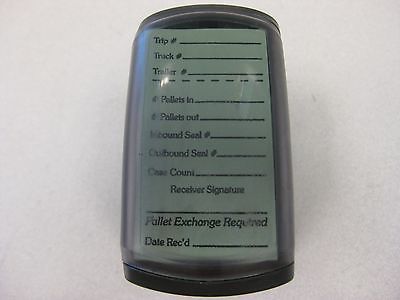 Trip #
Truck#
Trailer #
# Pallets in
# Pallets out
Inbound Seal #
Outbound Seal#
Case Count
Receiver Signature
Pallet Exchange Required
Date Rec'd